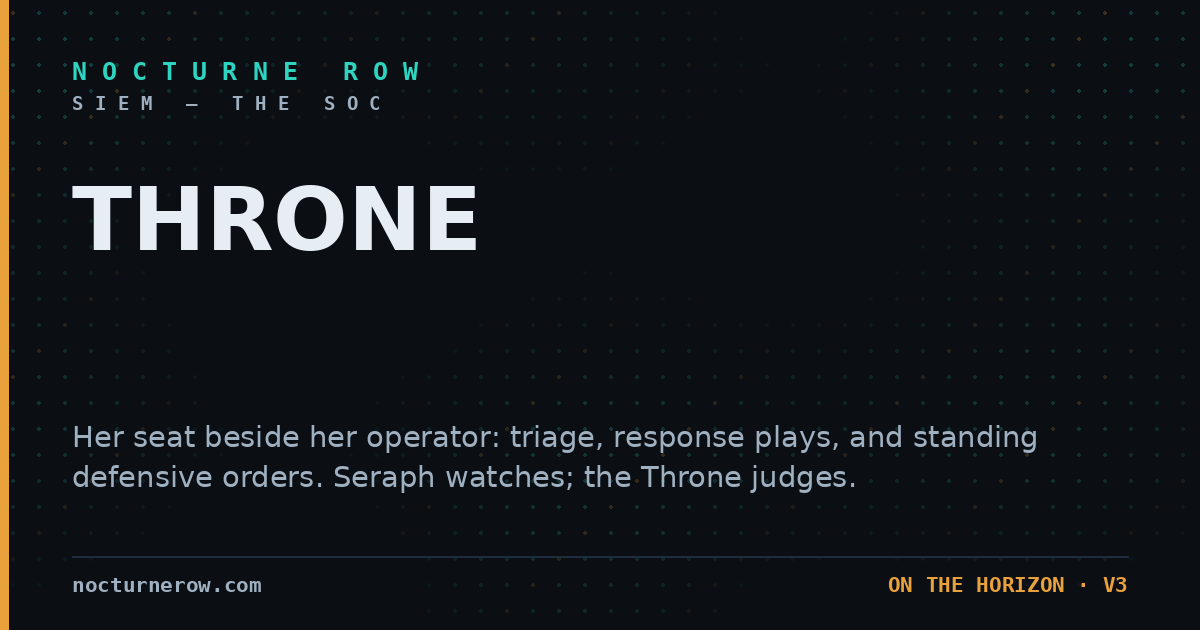 NOCTURNE ROW
SIEM — THE SOC
THRONE
Her seat beside her operator: triage, response plays, and standing
defensive orders. Seraph watches; the Throne judges.
nocturnerow.com
ON THE HORIZON · V3